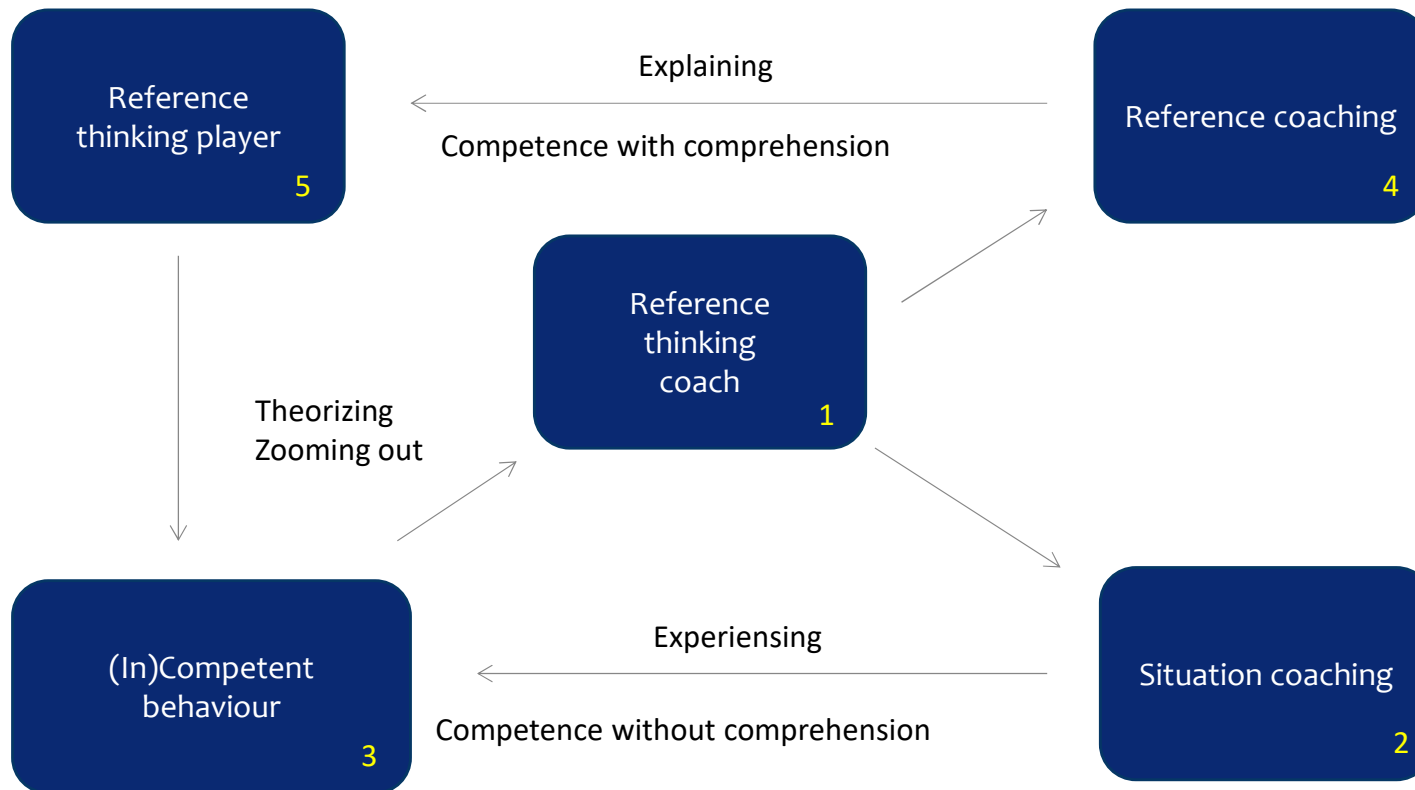 Reference
thinking player
5
Explaining
Competence with comprehension
Reference coaching
4
Reference
thinking
coach
1
Theorizing
Zooming out
(In)Competent
behaviour
3
Experiensing
Competence without comprehension
Situation coaching
2